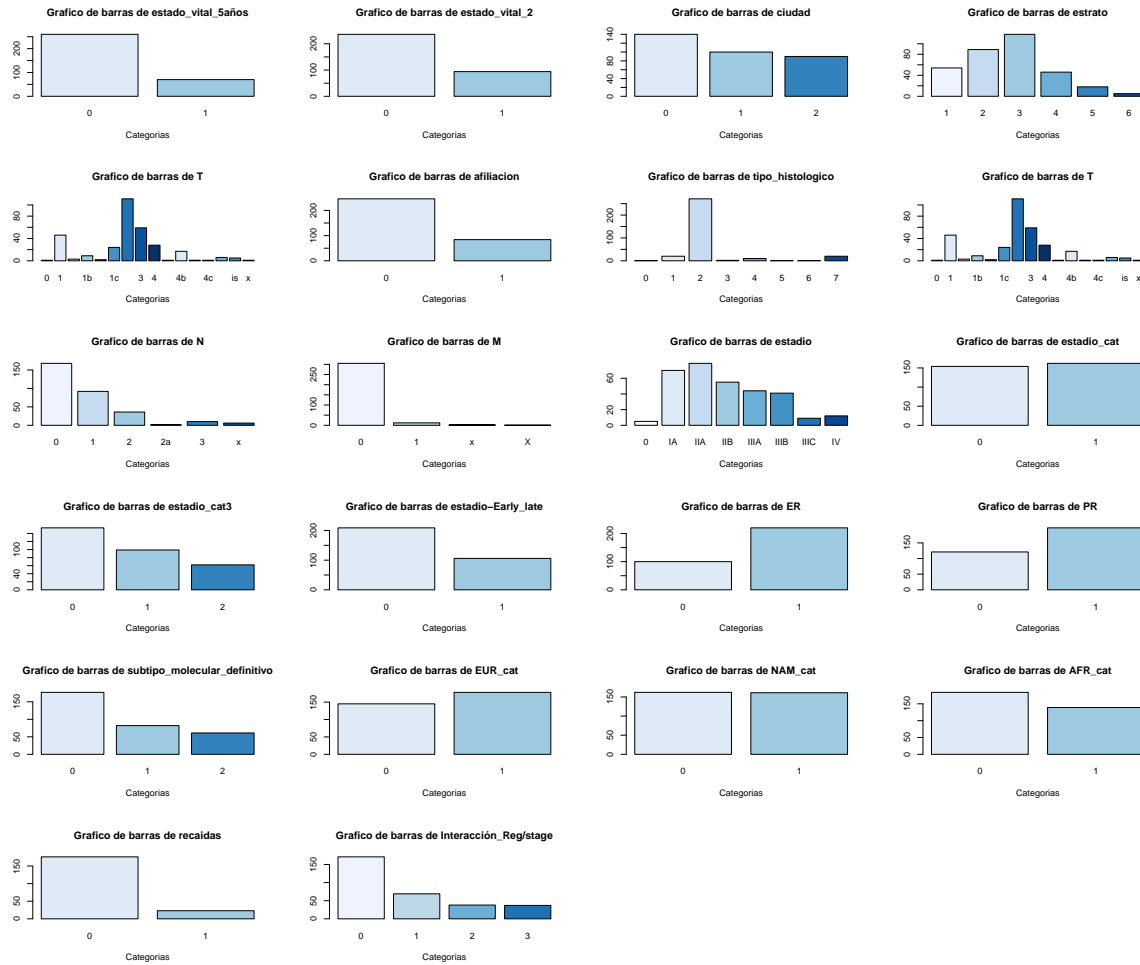 Grafico de barras de estado_vital_5años
0 100 200
0 1
Categorias
Grafico de barras de estado_vital_2
0 100 200
0 1
Categorias
Grafico de barras de ciudad
0 40 80 140
0 1 2
Categorias
Grafico de barras de estrato
0 40 80
1 2 3 4 5 6
Categorias
Grafico de barras de T
0 40 80
0 1 1b 1c 3 4 4b 4c is x
Categorias
Grafico de barras de afiliacion
0 100 200
0 1
Categorias
Grafico de barras de tipo_histologico
0 100 200
0 1 2 3 4 5 6 7
Categorias
Grafico de barras de T
0 40 80
0 1 1b 1c 3 4 4b 4c is x
Categorias
Grafico de barras de N
0 50 150
0 1 2 2a 3 x
Categorias
Grafico de barras de M
0 100 200 300
0 1 x X
Categorias
Grafico de barras de estadio
0 20 60
0 IA IIA IIB IIIA IIIB IIIC IV
Categorias
Grafico de barras de estadio_cat
0 50 150
0 1
Categorias
Grafico de barras de estadio_cat3
0 40 100
0 1 2
Categorias
Grafico de barras de estadio−Early_late
0 100 200
0 1
Categorias
Grafico de barras de ER
0 100 200
0 1
Categorias
Grafico de barras de PR
0 50 150
0 1
Categorias
Grafico de barras de subtipo_molecular_definitivo
0 50 150
0 1 2
Categorias
Grafico de barras de EUR_cat
0 50 150
0 1
Categorias
Grafico de barras de NAM_cat
0 50 150
0 1
Categorias
Grafico de barras de AFR_cat
0 50 150
0 1
Categorias
Grafico de barras de recaidas
0 50 150
0 1
Categorias
Grafico de barras de Interacción_Reg/stage
0 50 150
0 1 2 3
Categorias